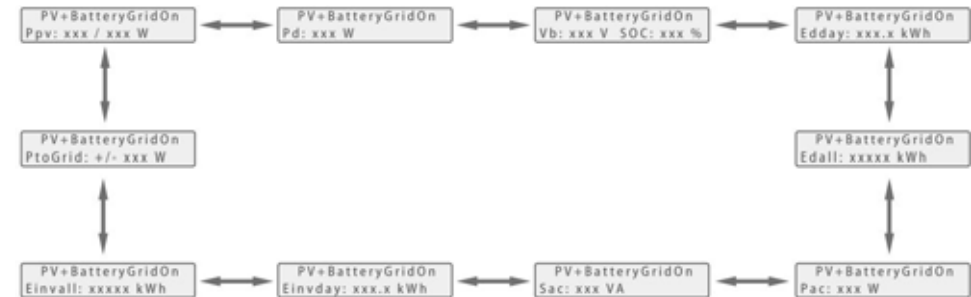 PV+BatteryGridOn
Ppv: xxx / xxx W
PV+BatteryGridOn
Pd: xxx W
PV+BatteryGridOn
Vb: xxx V SOC: xxx %
PV+BatteryGridOn
Edday: xxx.x kWh
PV+BatteryGridOn
PtoGrid: +/- xxx W
PV+BatteryGridOn
Edall: xxxxx kWh
PV+BatteryGridOn
Einvall: xxxxx kWh
PV+BatteryGridOn
Einvday: xxx.x kWh
PV+BatteryGridOn
Sac: xxx VA
PV+BatteryGridOn
Pac: xxx W